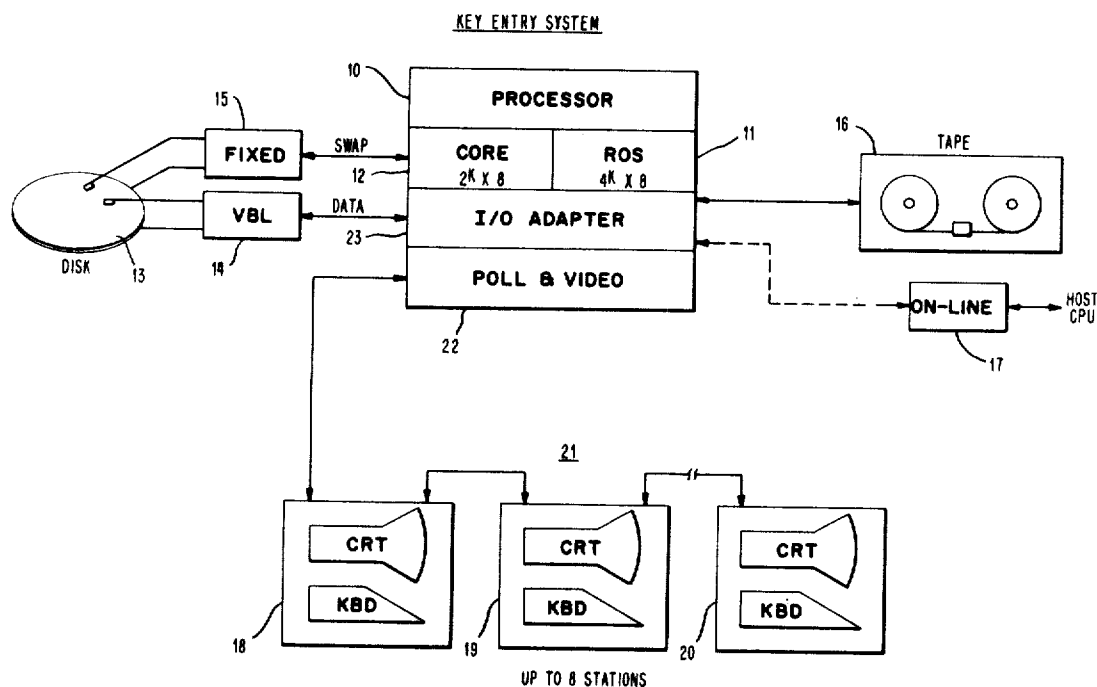 KEY ENTRY SYSTEM
10
PROCESSOR
15
FIXED
SWAP
12
CORE
2K X 8
ROS
4K X 8
11
16
TAPE
VBL
DATA
23
I/O ADAPTER
DISK
13
14
POLL & VIDEO
22
ON-LINE
HOST
CPU
17
21
CRT
KBD
18
CRT
KBD
19
CRT
KBD
20
UP TO 8 STATIONS